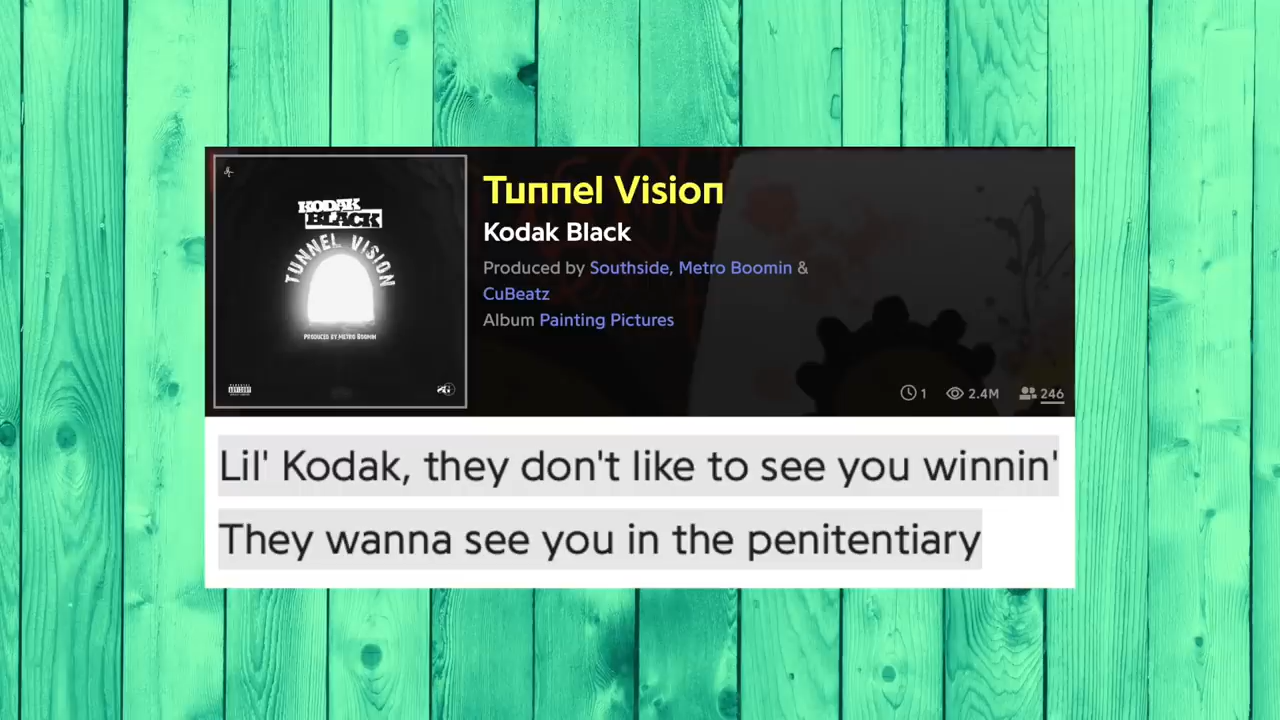 KODAK
BLACK
TUNNEL VISION
PRODUCED BY METRO BOOMIN
Tunnel Vision
Kodak Black
Produced by Southside, Metro Boomin &
CuBeatz
Album Painting Pictures
1 2.4M 246
Lil' Kodak, they don't like to see you winnin'
They wanna see you in the penitentiary